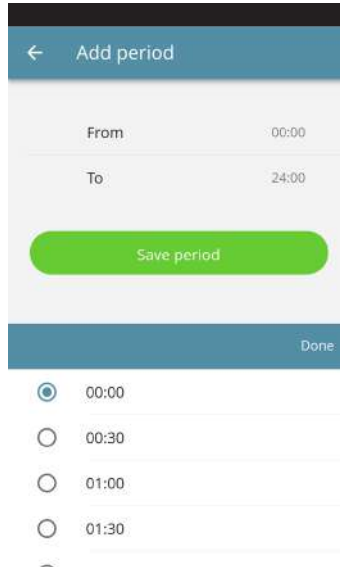 Add period
From 00:00
To 24:00
Save period
Done
00:00
00:30
01:00
01:30